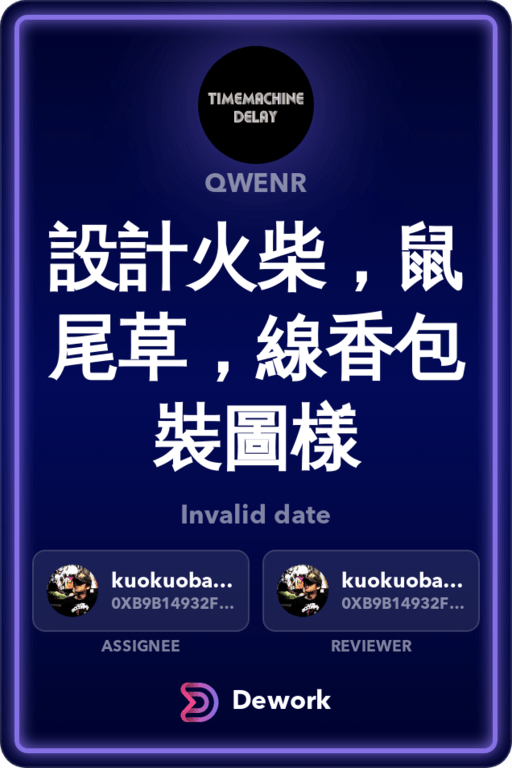 TIMEMACHINE
DELAY
QWENR
設計火柴，鼠
尾草，線香包
裝圖樣
Invalid date
kuokuoba...
0XB9B14932F...
ASSIGNEE
kuokuoba...
0XB9B14932F...
REVIEWER
Dework